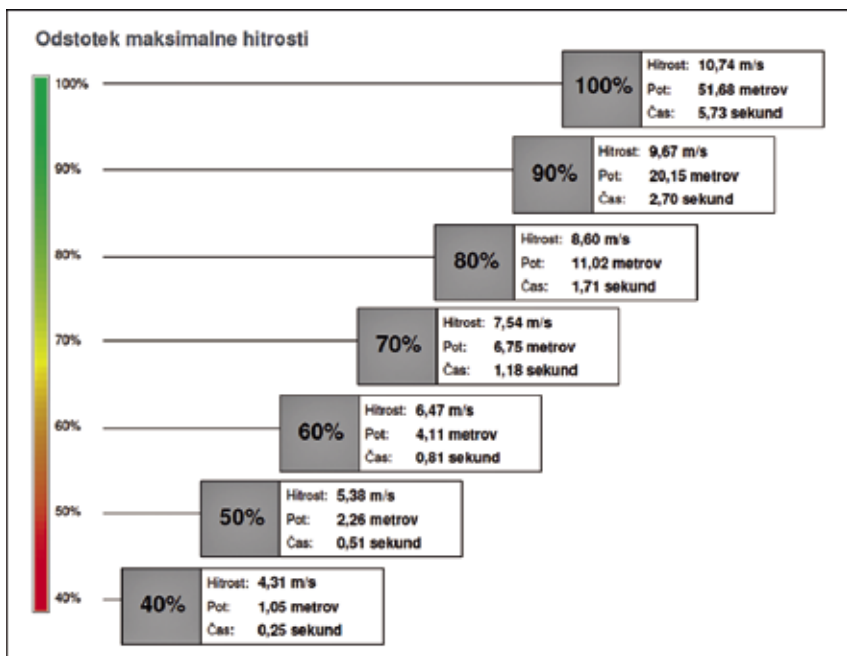 Odstotek maksimalne hitrosti
100%
100%
Hitrost: 10,74 m/s
Pot: 51,68 metrov
Čas: 5,73 sekund
90%
90%
Hitrost: 9,67 m/s
Pot: 20,15 metrov
Čas: 2,70 sekund
80%
80%
Hitrost: 8,60 m/s
Pot: 11,02 metrov
Čas: 1,71 sekund
70%
70%
Hitrost: 7,54 m/s
Pot: 6,75 metrov
Čas: 1,18 sekund
60%
60%
Hitrost: 6,47 m/s
Pot: 4,11 metrov
Čas: 0,81 sekund
50%
50%
Hitrost: 5,38 m/s
Pot: 2,26 metrov
Čas: 0,51 sekund
40%
40%
Hitrost: 4,31 m/s
Pot: 1,05 metrov
Čas: 0,25 sekund